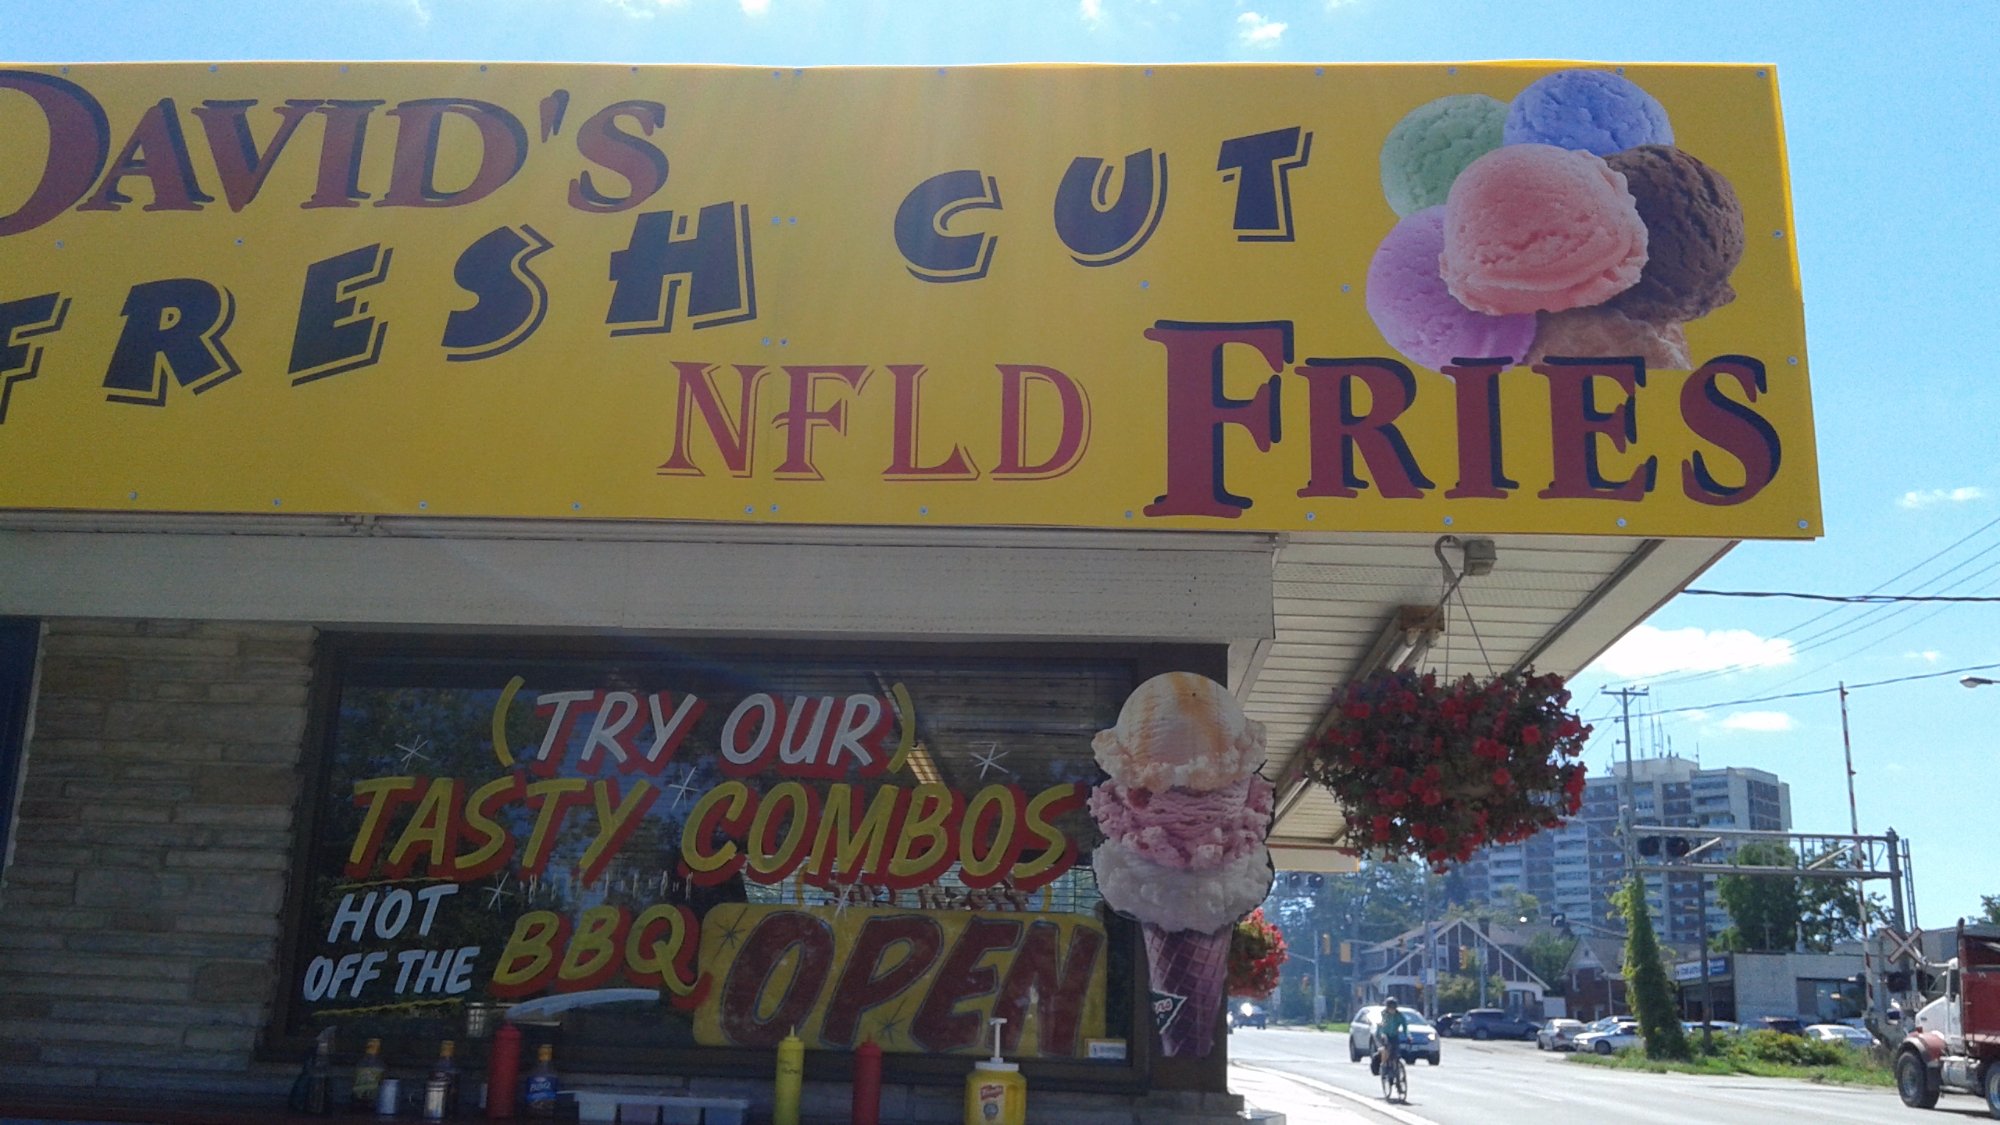 DAVID'S
FRESH CUT
NFLD FRIES
(TRY OUR)
TASTY COMBOS
HOT
OFF THE BBQ
OPEN